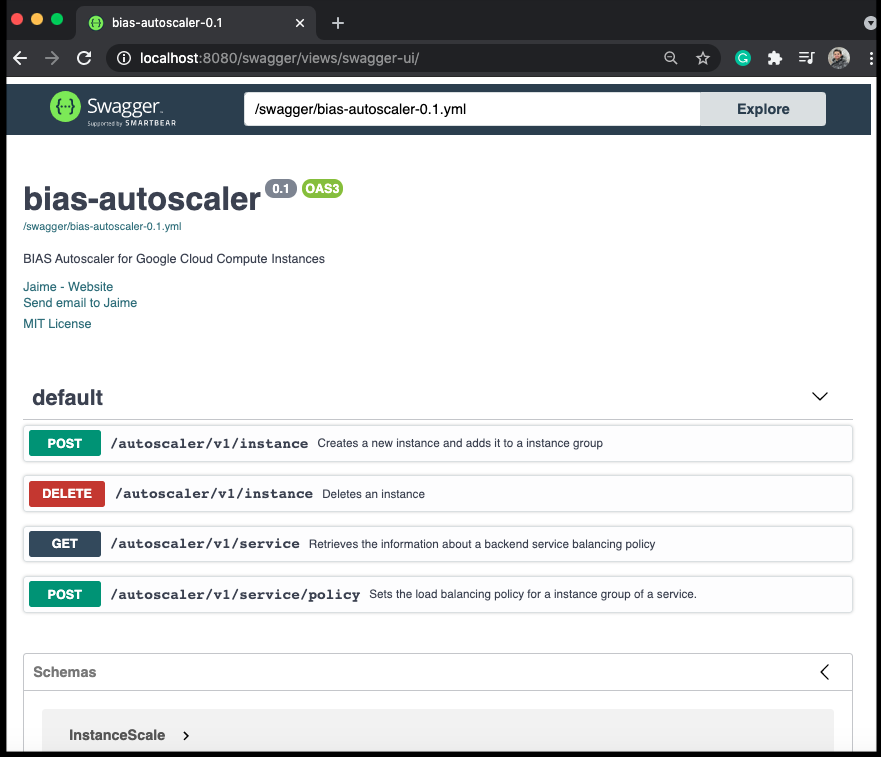 bias-autoscaler-0.1
localhost:8080/swagger/views/swagger-ui/
Swagger
Supported by SMARTBEAR
/swagger/bias-autoscaler-0.1.yml
Explore
bias-autoscaler 0.1 OAS3
/swagger/bias-autoscaler-0.1.yml
BIAS Autoscaler for Google Cloud Compute Instances
Jaime - Website
Send email to Jaime
MIT License
default
POST /autoscaler/v1/instance Creates a new instance and adds it to a instance group
DELETE /autoscaler/v1/instance Deletes an instance
GET /autoscaler/v1/service Retrieves the information about a backend service balancing policy
POST /autoscaler/v1/service/policy Sets the load balancing policy for a instance group of a service.
Schemas
InstanceScale